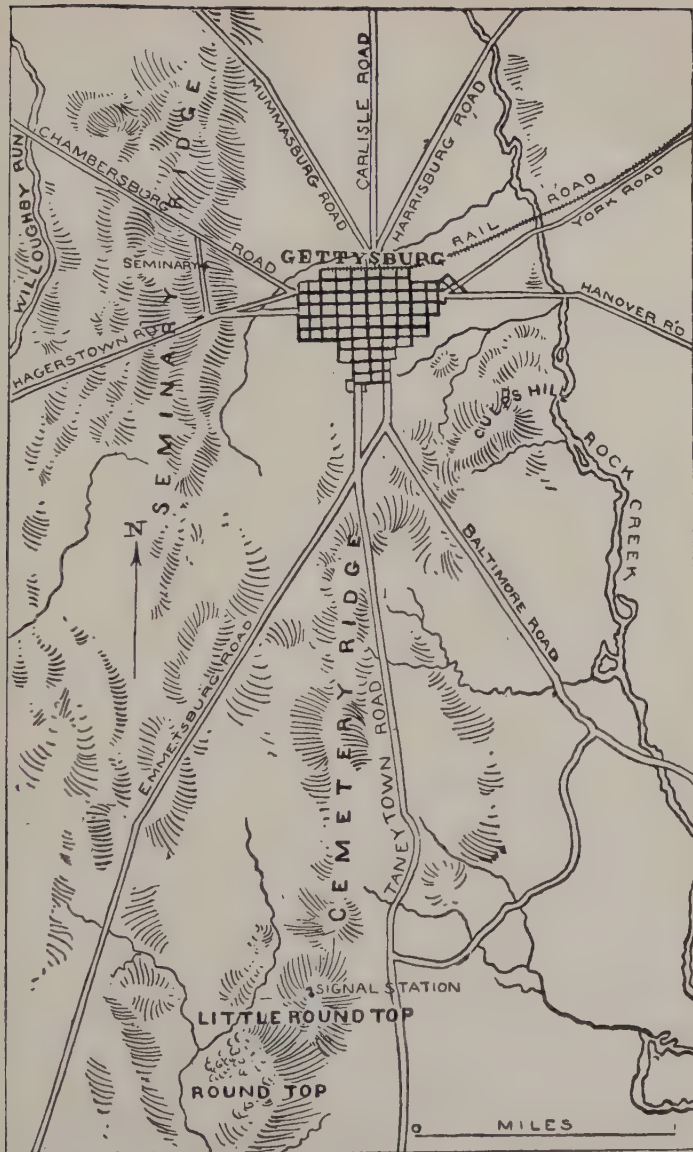 MUMMASBURG ROAD
CARLISLE ROAD
HARRISBURG ROAD
CHAMBERSBURG ROAD
WILLOUGHBY RUN
SEMINARY RIDGE
SEMINARY
GETTYSBURG
RAIL ROAD
YORK ROAD
HANOVER R'D
HAGERSTOWN RD
CULPS HILL
ROCK CREEK
N
BALTIMORE ROAD
EMMETSBURG ROAD
CEMETERY RIDGE
TANEYTOWN ROAD
SIGNAL STATION
LITTLE ROUND TOP
ROUND TOP
0 MILES 1